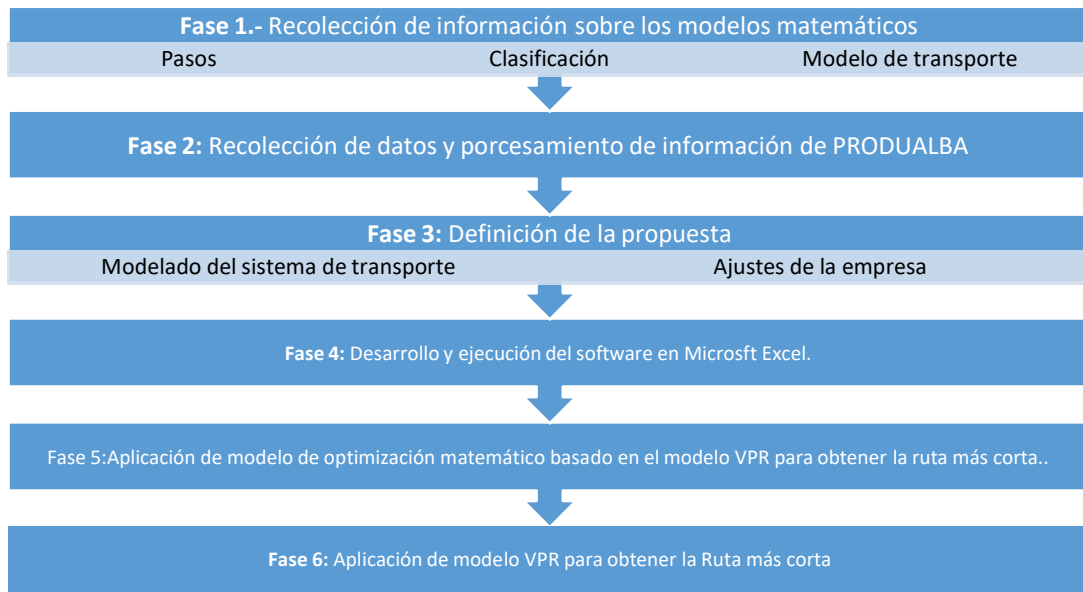 Fase 1.- Recolección de información sobre los modelos matemáticos
Pasos Clasificación Modelo de transporte
Fase 2: Recolección de datos y porcesamiento de información de PRODUALBA
Fase 3: Definición de la propuesta
Modelado del sistema de transporte Ajustes de la empresa
Fase 4: Desarrollo y ejecución del software en Microsft Excel.
Fase 5:Aplicación de modelo de optimización matemático basado en el modelo VPR para obtener la ruta más corta..
Fase 6: Aplicación de modelo VPR para obtener la Ruta más corta